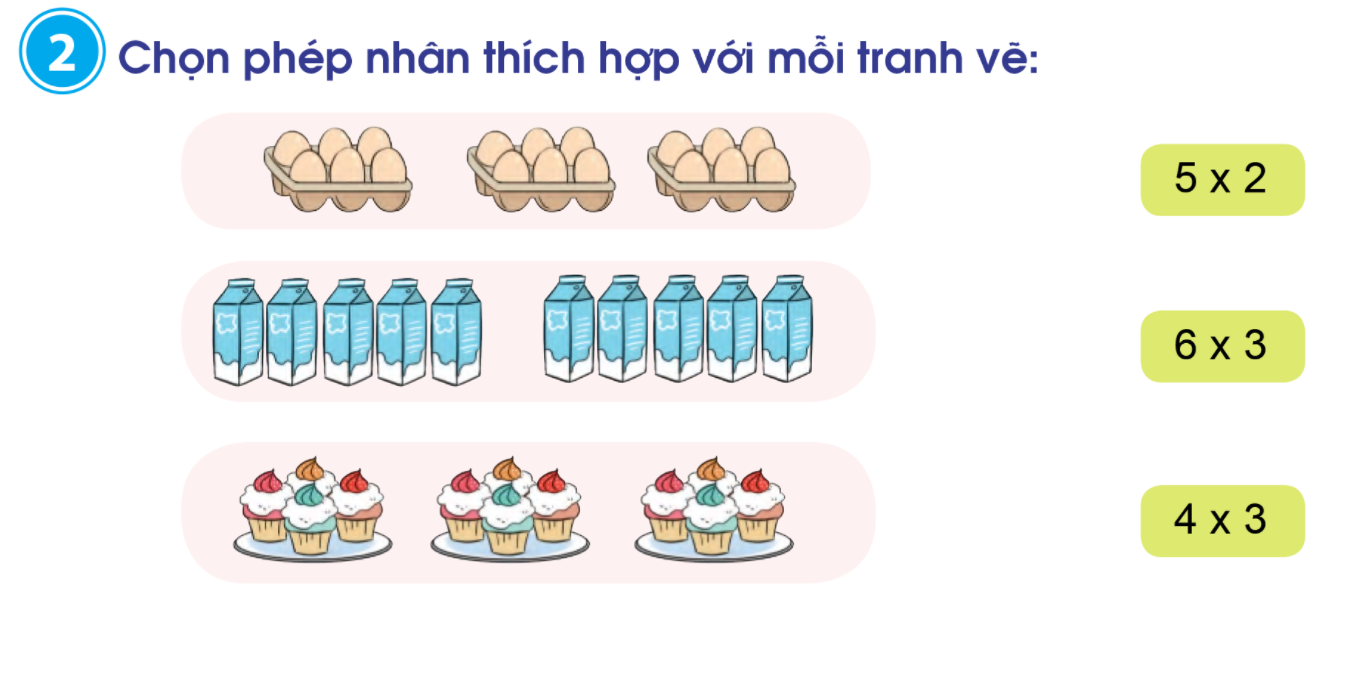 2 Chọn phép nhân thích hợp với mỗi tranh vẽ:
5 x 2
6 x 3
4 x 3